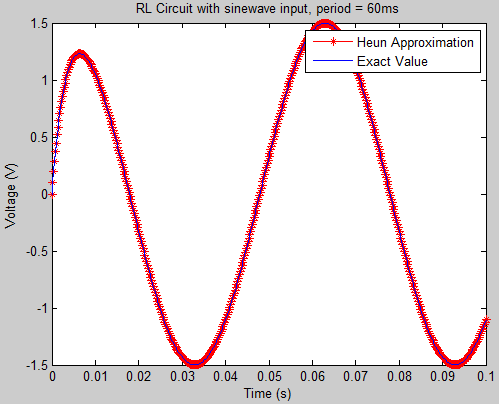 RL Circuit with sinewave input, period = 60ms
1.5
Heun Approximation
Exact Value
1
0.5
0
-0.5
-1
-1.5
Voltage (V)
0 0.01 0.02 0.03 0.04 0.05 0.06 0.07 0.08 0.09 0.1
Time (s)